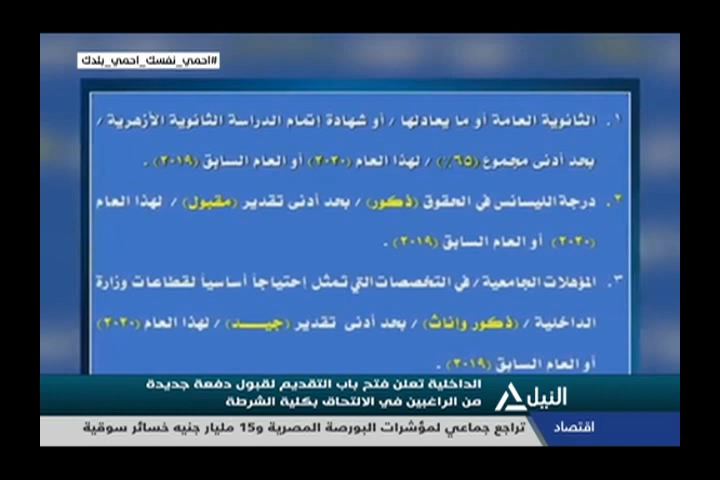 #احمي_نفسك_احمي_بلدك
١. الثانوية العامة أو ما يعادلها / أو شهادة إتمام الدراسة الثانوية الأزهرية /
بحد أدنى مجموع (٦٥٪) / لهذا العام (٢٠٢٠) أو العام السابق (٢٠١٩) .
٢. درجة الليسانس في الحقوق (ذكور) / بحد أدنى تقدير (مقبول) / لهذا العام
(٢٠٢٠) أو العام السابق (٢٠١٩) .
٣. المؤهلات الجامعية / في التخصصات التي تمثل إحتياجاً أساسياً لقطاعات وزارة
الداخلية / (ذكور وإناث) / بحد أدنى تقدير (جيـــد) / لهذا العام (٢٠٢٠)
أو العام السابق (٢٠١٩) .
الداخلية تعلن فتح باب التقديم لقبول دفعة جديدة
من الراغبين في الالتحاق بكلية الشرطة
النيل
اقتصاد
تراجع جماعي لمؤشرات البورصة المصرية و15 مليار جنيه خسائر سوقية